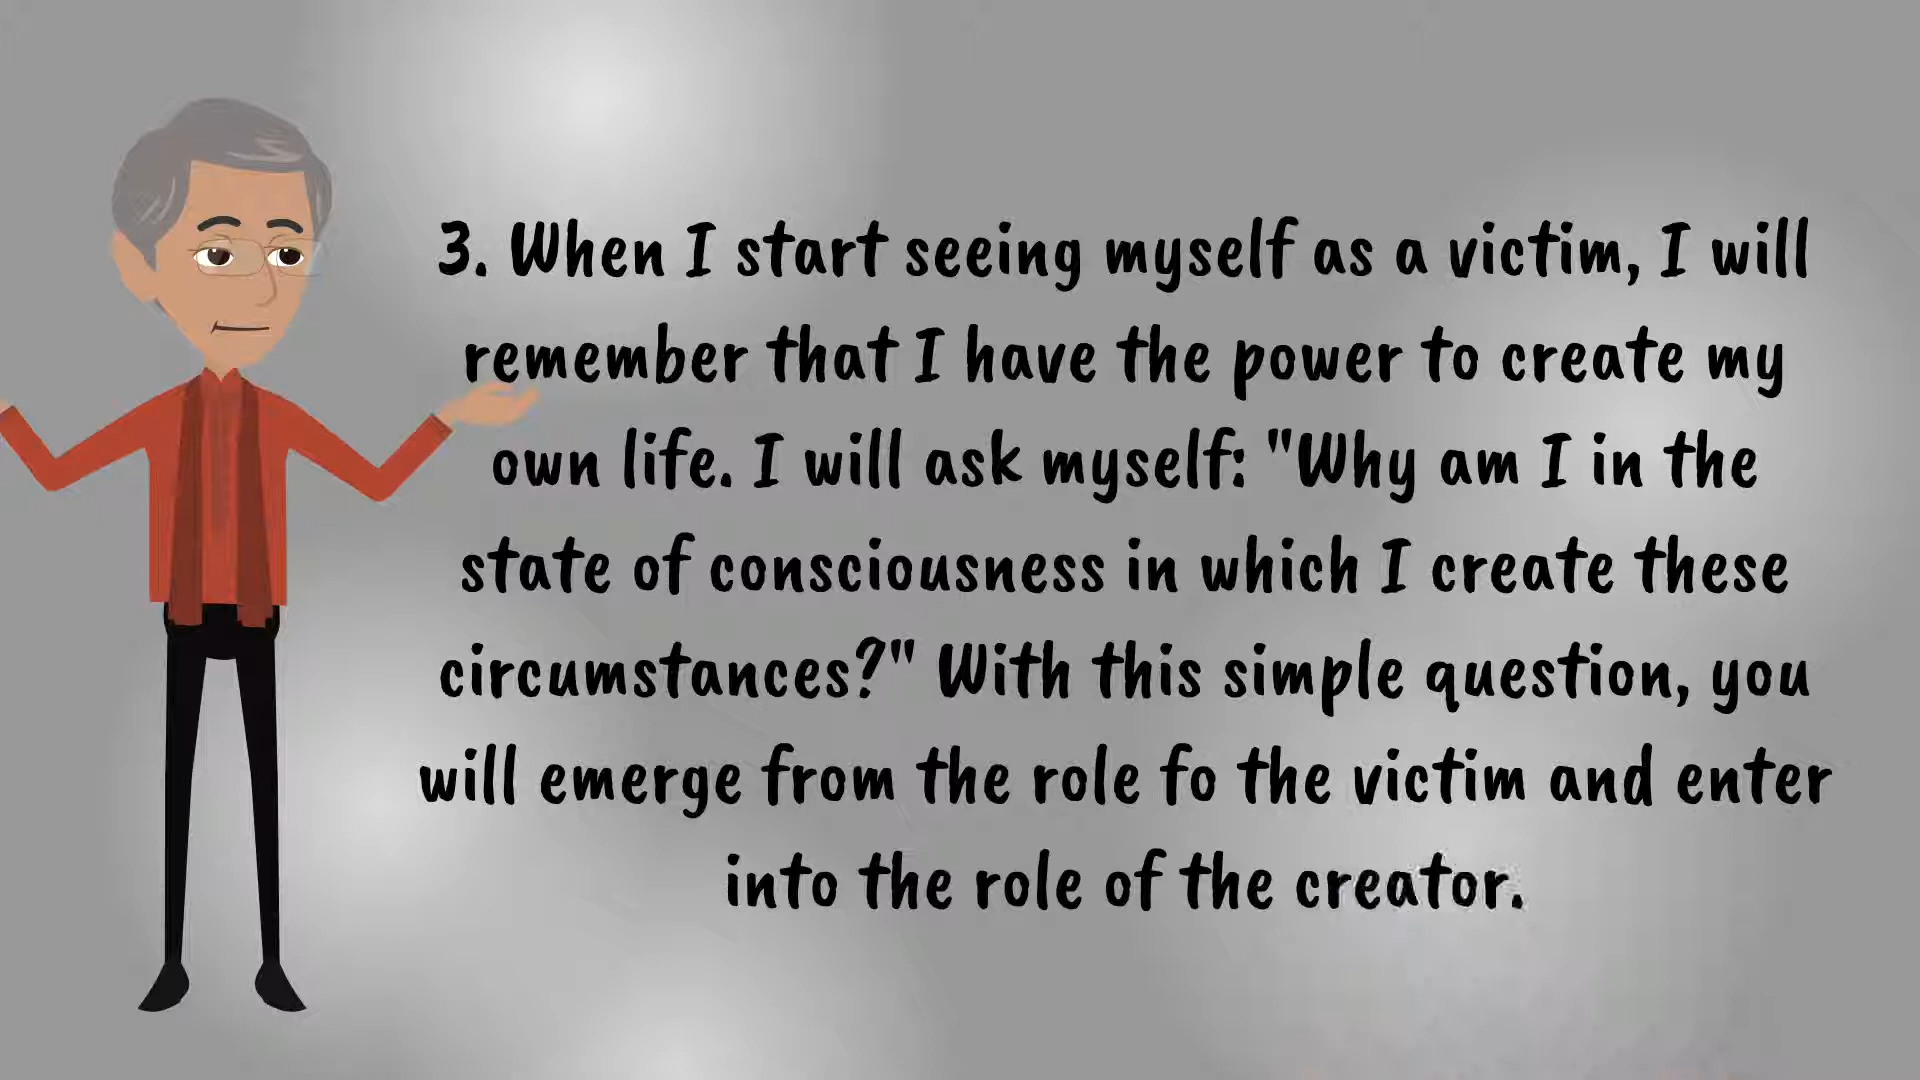 3. When I start seeing myself as a victim, I will
remember that I have the power to create my
own life. I will ask myself: "Why am I in the
state of consciousness in which I create these
circumstances?" With this simple question, you
will emerge from the role fo the victim and enter
into the role of the creator.